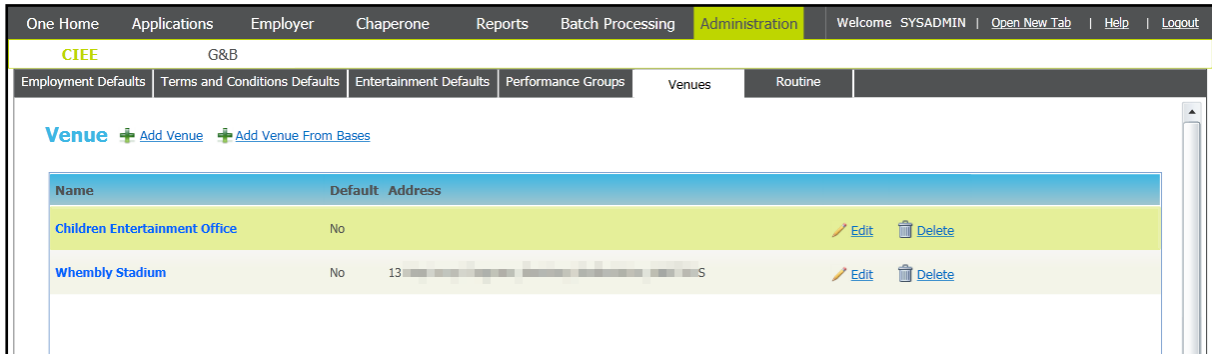 One Home Applications Employer Chaperone Reports Batch Processing Administration Welcome SYSADMIN | Open New Tab | Help | Logout
CIEE G&B
Employment Defaults Terms and Conditions Defaults Entertainment Defaults Performance Groups Venues Routine
Venue Add Venue Add Venue From Bases
Name Default Address
Children Entertainment Office No Edit Delete
Whembly Stadium No 13 S Edit Delete